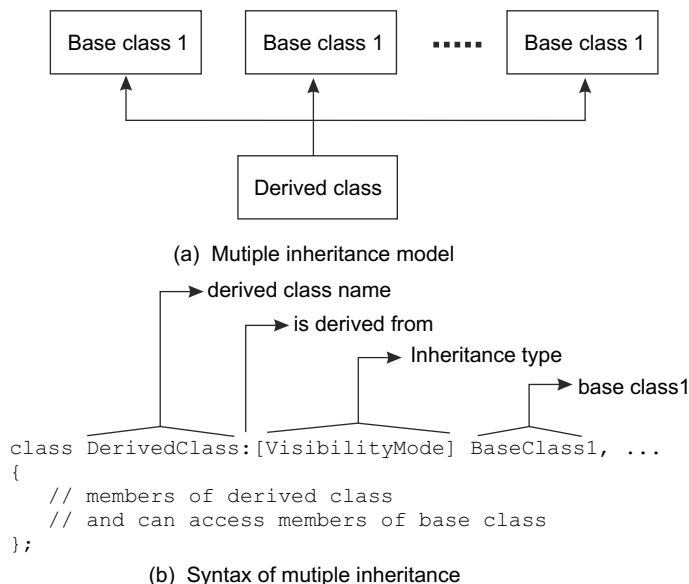 Base class 1 Base class 1 Base class 1
Derived class
(a) Mutiple inheritance model
derived class name
is derived from
Inheritance type
base class1
class DerivedClass:[VisibilityMode] BaseClass1, ...
{
// members of derived class
// and can access members of base class
};
(b) Syntax of mutiple inheritance